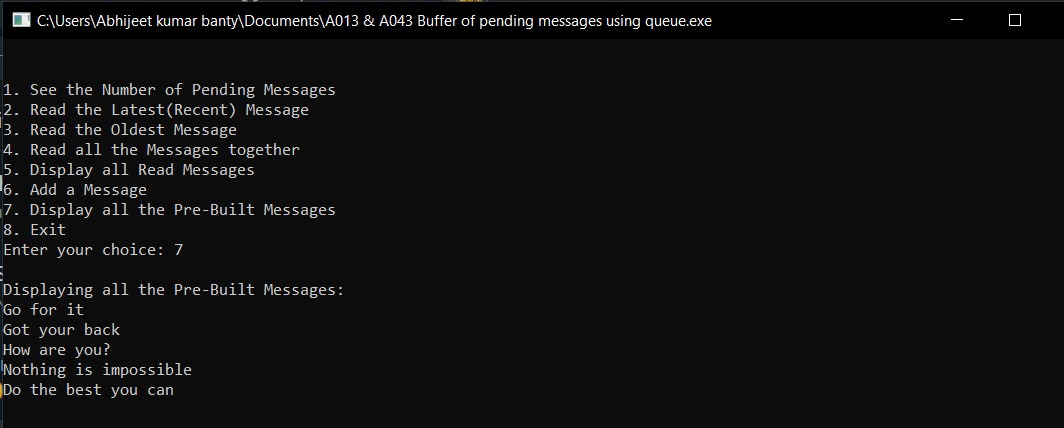 C:\Users\Abhijeet kumar banty\Documents\A013 & A043 Buffer of pending messages using queue.exe
1. See the Number of Pending Messages
2. Read the Latest(Recent) Message
3. Read the Oldest Message
4. Read all the Messages together
5. Display all Read Messages
6. Add a Message
7. Display all the Pre-Built Messages
8. Exit
Enter your choice: 7
Displaying all the Pre-Built Messages:
Go for it
Got your back
How are you?
Nothing is impossible
Do the best you can